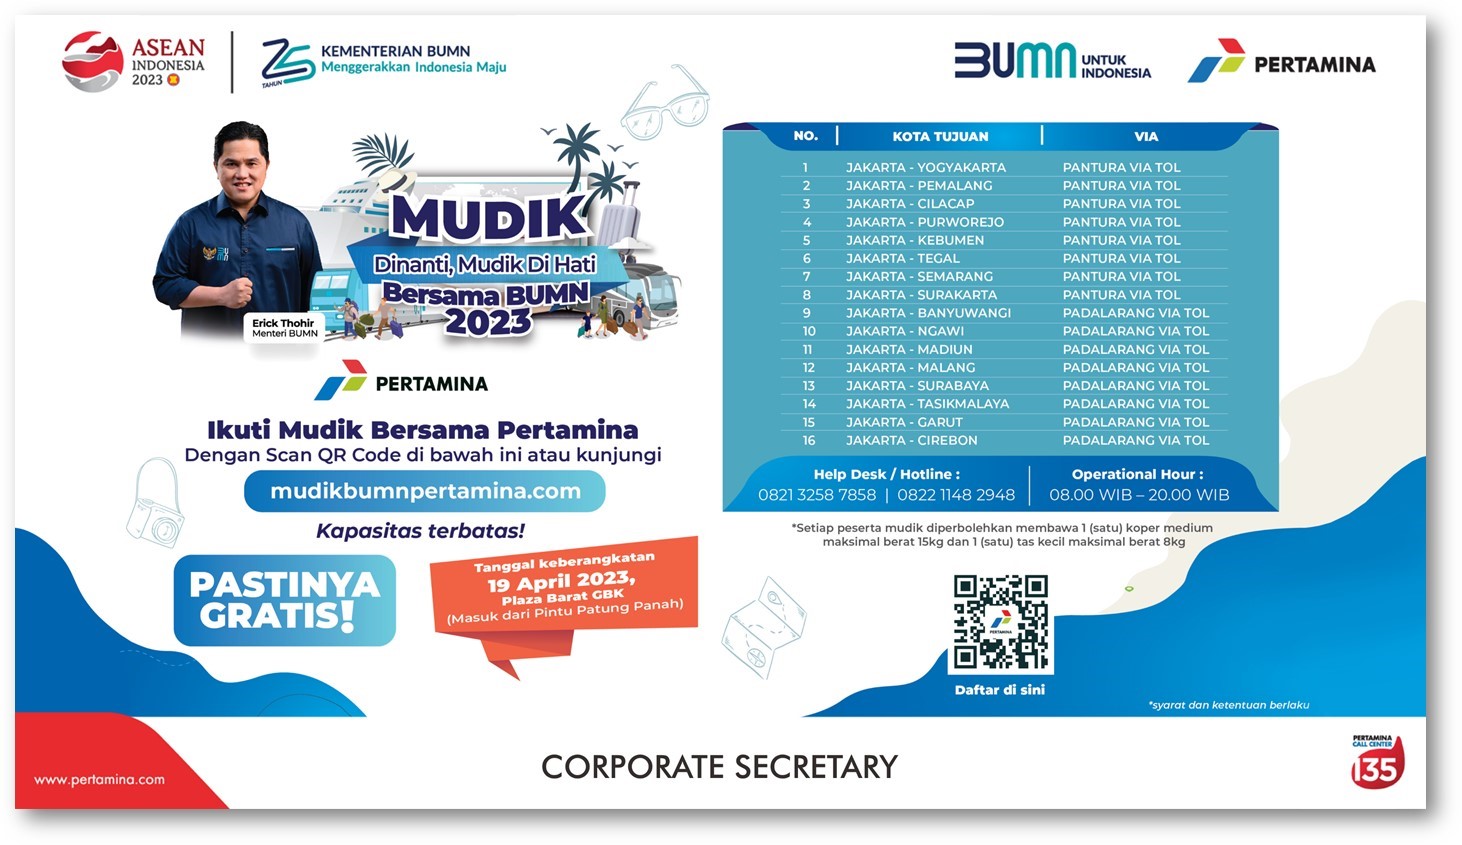 ASEAN
INDONESIA
2023
25
TAHUN
KEMENTERIAN BUMN
Menggerakkan Indonesia Maju
BUMN
UNTUK
INDONESIA
PERTAMINA
MUDIK
Dinanti, Mudik Di Hati
Bersama BUMN
2023
Erick Thohir
Menteri BUMN
PERTAMINA
Ikuti Mudik Bersama Pertamina
Dengan Scan QR Code di bawah ini atau kunjungi
mudikbumnpertamina.com
Kapasitas terbatas!
PASTINYA
GRATIS!
Tanggal keberangkatan
19 April 2023,
Plaza Barat GBK
(Masuk dari Pintu Patung Panah)
NO. | KOTA TUJUAN | VIA
1 JAKARTA - YOGYAKARTA PANTURA VIA TOL
2 JAKARTA - PEMALANG PANTURA VIA TOL
3 JAKARTA - CILACAP PANTURA VIA TOL
4 JAKARTA - PURWOREJO PANTURA VIA TOL
5 JAKARTA - KEBUMEN PANTURA VIA TOL
6 JAKARTA - TEGAL PANTURA VIA TOL
7 JAKARTA - SEMARANG PANTURA VIA TOL
8 JAKARTA - SURAKARTA PANTURA VIA TOL
9 JAKARTA - BANYUWANGI PADALARANG VIA TOL
10 JAKARTA - NGAWI PADALARANG VIA TOL
11 JAKARTA - MADIUN PADALARANG VIA TOL
12 JAKARTA - MALANG PADALARANG VIA TOL
13 JAKARTA - SURABAYA PADALARANG VIA TOL
14 JAKARTA - TASIKMALAYA PADALARANG VIA TOL
15 JAKARTA - GARUT PADALARANG VIA TOL
16 JAKARTA - CIREBON PADALARANG VIA TOL
Help Desk / Hotline :
0821 3258 7858 | 0822 1148 2948
Operational Hour :
08.00 WIB – 20.00 WIB
*Setiap peserta mudik diperbolehkan membawa 1 (satu) koper medium
maksimal berat 15kg dan 1 (satu) tas kecil maksimal berat 8kg
PERTAMINA
Daftar di sini
*syarat dan ketentuan berlaku
www.pertamina.com
CORPORATE SECRETARY
PERTAMINA
CALL CENTER
135